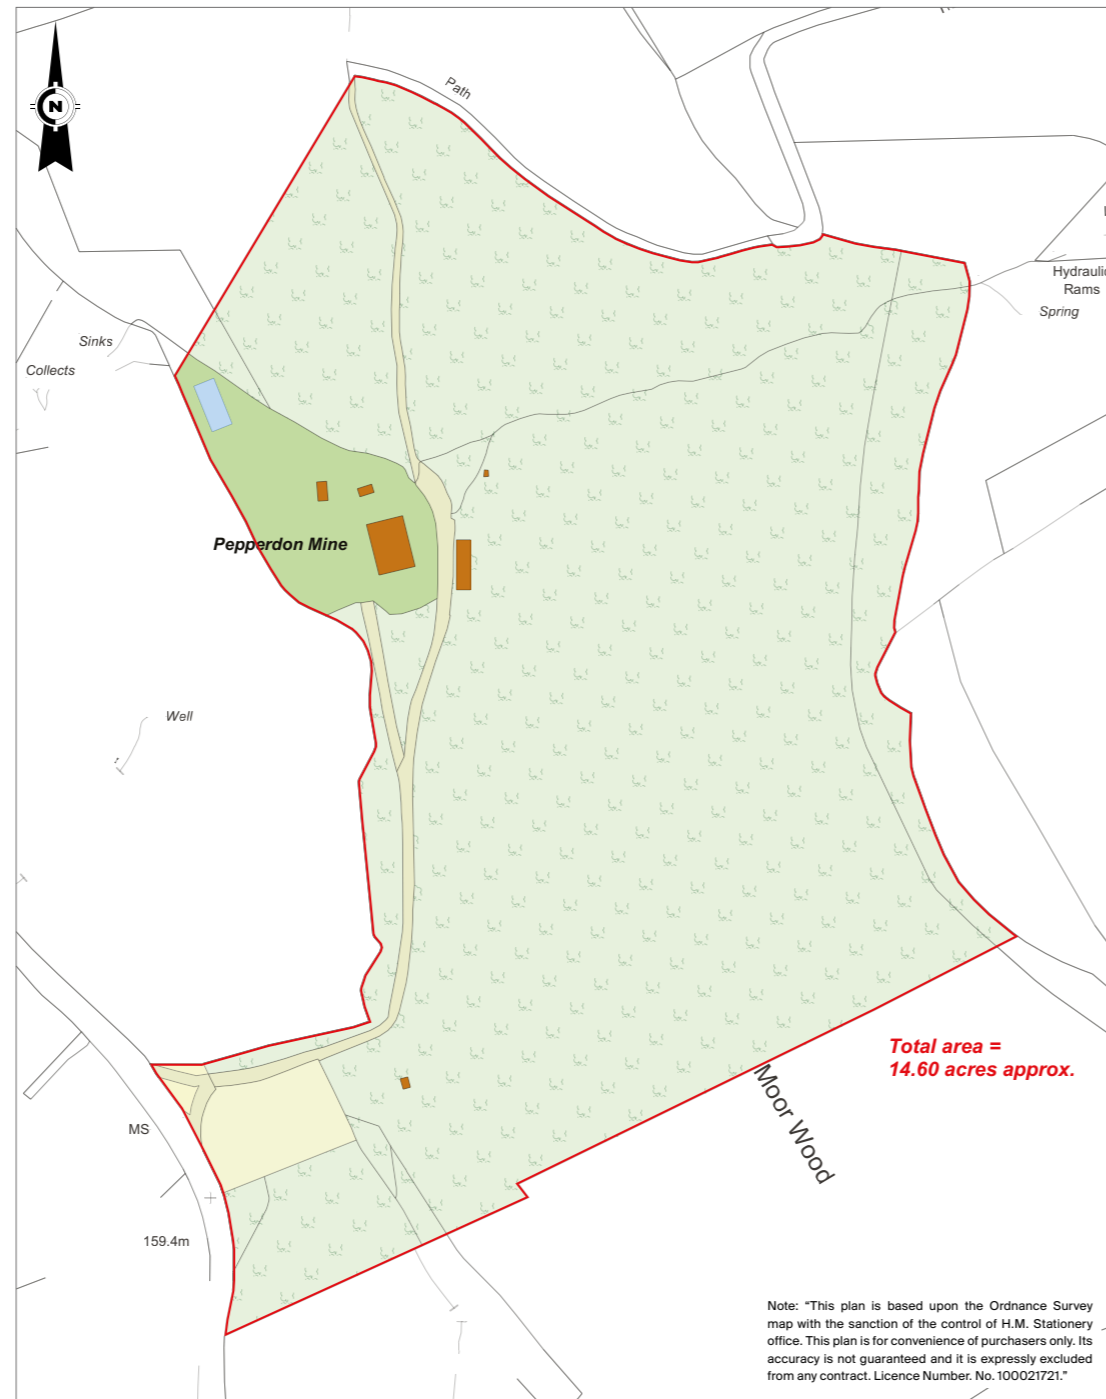 Path
N
Hydraulic
Rams
Spring
Sinks
Collects
Pepperdon Mine
Well
Total area =
14.60 acres approx.
Moor Wood
MS
159.4m
Note: “This plan is based upon the Ordnance Survey
map with the sanction of the control of H.M. Stationery
office. This plan is for convenience of purchasers only. Its
accuracy is not guaranteed and it is expressly excluded
from any contract. Licence Number. No. 100021721.”